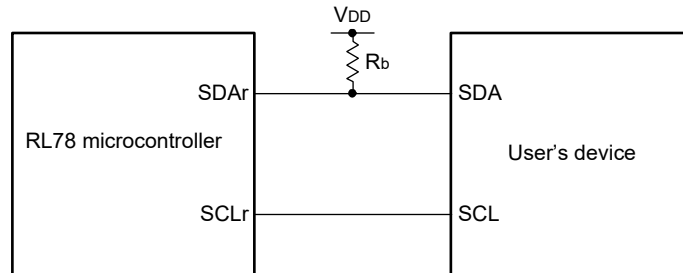 VDD
Rb
SDAr
SDA
RL78 microcontroller
User’s device
SCLr
SCL